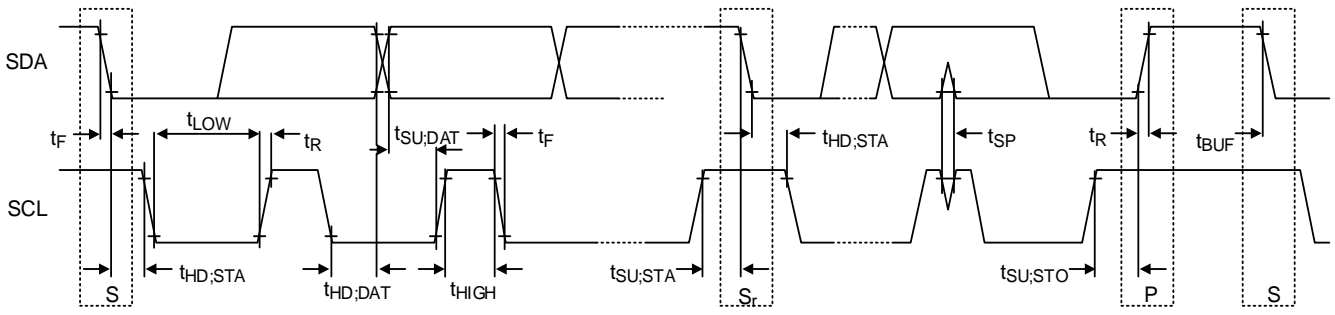 SDA
tF
tLOW
tR
tSU;DAT
tF
tHD;STA
tSP
tR
tBUF
SCL
tHD;STA
tHD;DAT
tHIGH
tSU;STA
tSU;STO
S
Sr
P
S